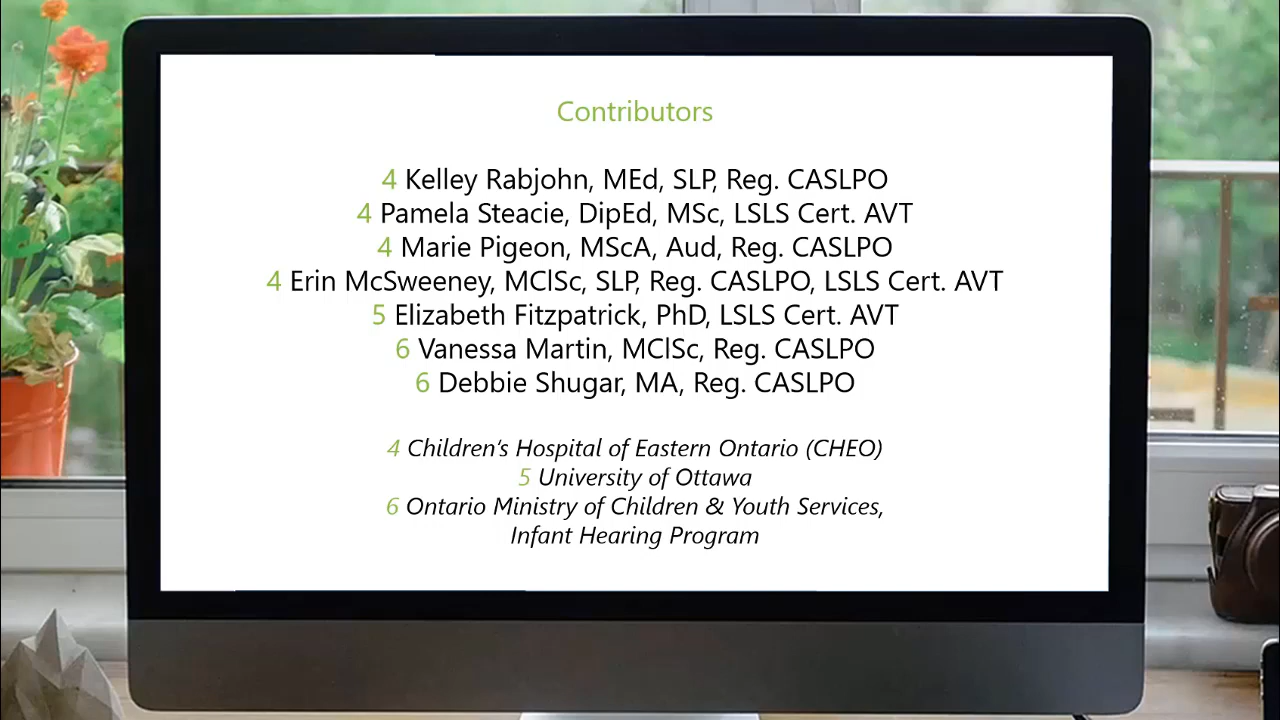 Contributors
4 Kelley Rabjohn, MEd, SLP, Reg. CASLPO
4 Pamela Steacie, DipEd, MSc, LSLS Cert. AVT
4 Marie Pigeon, MScA, Aud, Reg. CASLPO
4 Erin McSweeney, MClSc, SLP, Reg. CASLPO, LSLS Cert. AVT
5 Elizabeth Fitzpatrick, PhD, LSLS Cert. AVT
6 Vanessa Martin, MClSc, Reg. CASLPO
6 Debbie Shugar, MA, Reg. CASLPO
4 Children's Hospital of Eastern Ontario (CHEO)
5 University of Ottawa
6 Ontario Ministry of Children & Youth Services,
Infant Hearing Program